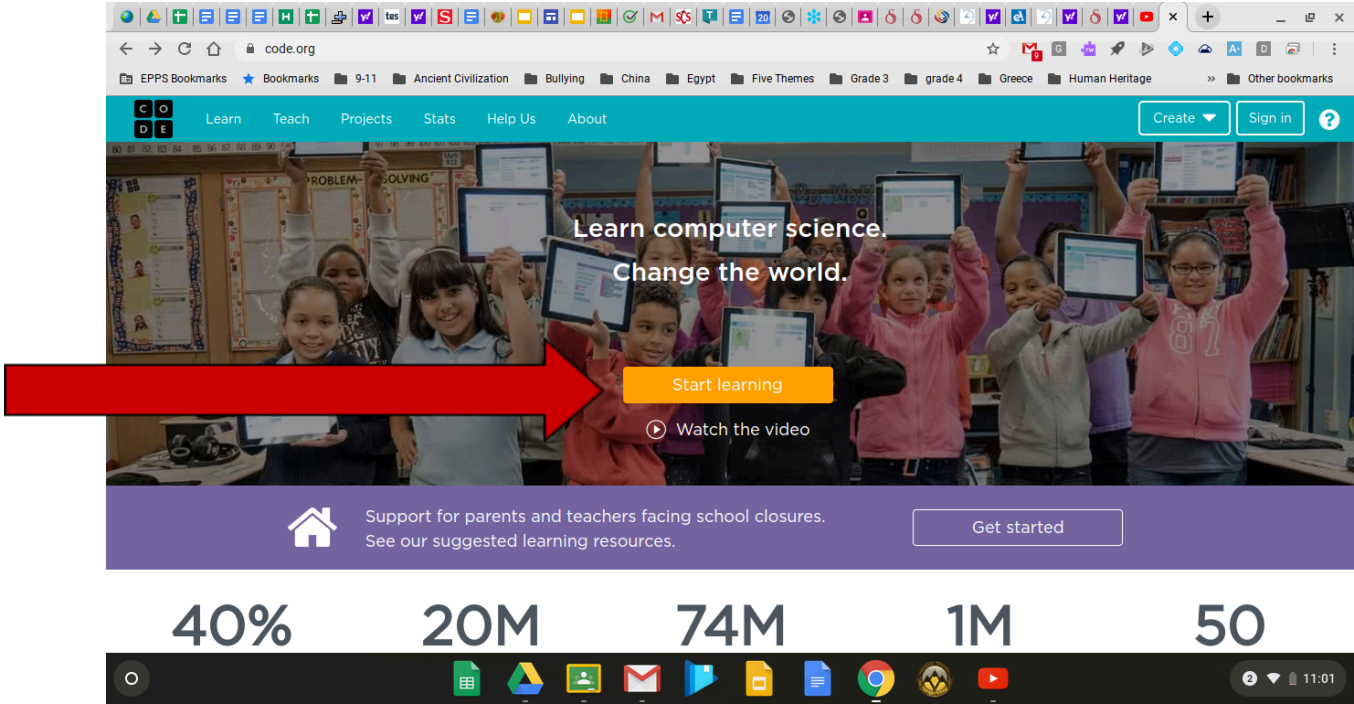 code.org
EPPS Bookmarks Bookmarks 9-11 Ancient Civilization Bullying China Egypt Five Themes Grade 3 grade 4 Greece Human Heritage » Other bookmarks
CODE Learn Teach Projects Stats Help Us About Create Sign in ?
PROBLEM-SOLVING
Learn computer science.
Change the world.
Start learning
Watch the video
Support for parents and teachers facing school closures.
See our suggested learning resources.
Get started
40% 20M 74M 1M 50
2 11:01